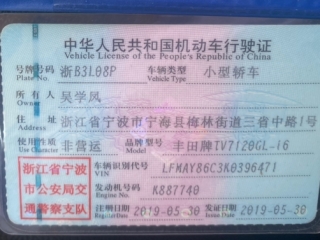 中华人民共和国机动车行驶证
Vehicle License of the People's Republic of China
号牌号码 浙B3L08P 车辆类型 小型轿车
Plate No. Vehicle Type
所有人 吴学凤
Owner
住址 浙江省宁波市宁海县梅林街道三省中路1号
Address
使用性质 非营运 品牌型号 丰田牌TV7120GL-i6
Use Character Model
浙江省宁波市公安局交通警察支队
车辆识别代号 LFMAY86C3K0396471
VIN
发动机号码 K887740
Engine No.
注册日期 2019-05-30 发证日期 2019-05-30
Register Date Issue Date